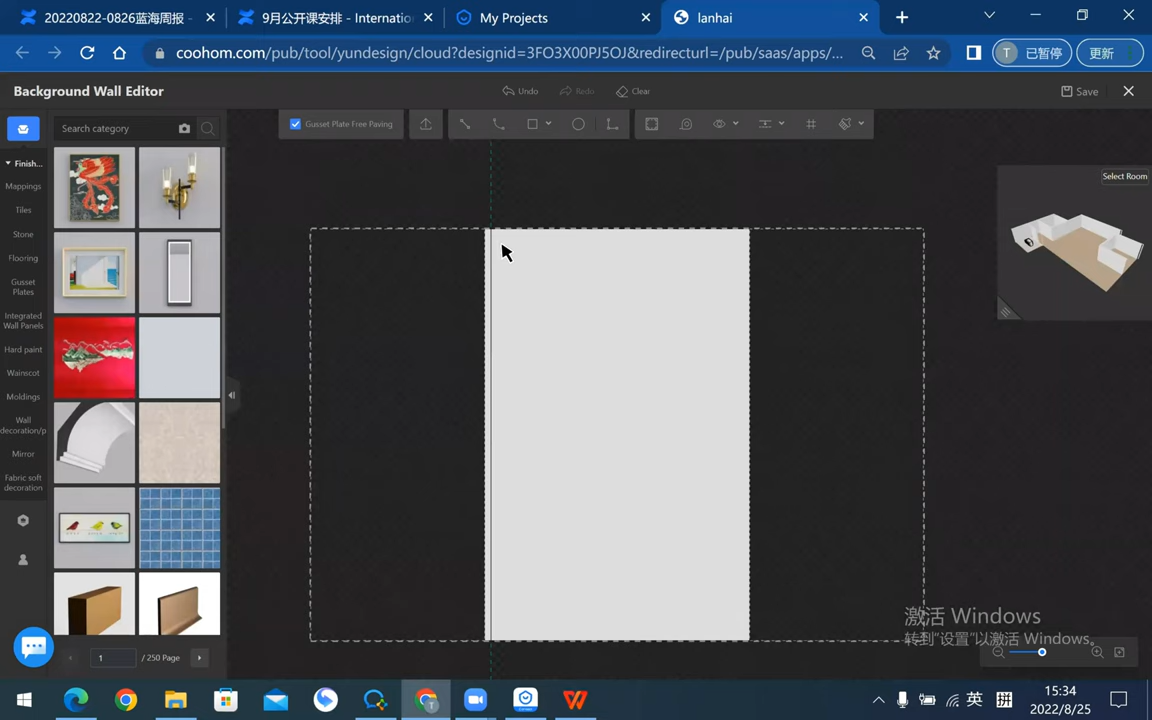 20220822-0826蓝海周报 -
9月公开课安排 - Internatio
My Projects
lanhai
coohom.com/pub/tool/yundesign/cloud?designid=3FO3X00PJ5OJ&redirecturl=/pub/saas/apps/...
T 已暂停
更新
Background Wall Editor
Undo
Redo
Clear
Save
Search category
Gusset Plate Free Paving
Finish...
Mappings
Tiles
Stone
Flooring
Gusset
Plates
Integrated
Wall Panels
Hard paint
Wainscot
Moldings
Wall
decoration/p
Mirror
Fabric soft
decoration
Select Room
1
/ 250 Page
激活 Windows
转到"设置"以激活 Windows。
英
拼
15:34
2022/8/25